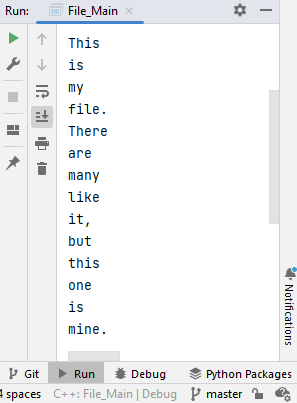 Run: File_Main
This
is
my
file.
There
are
many
like
it,
but
this
one
is
mine.
Notifications
Git Run Debug Python Packages
4 spaces C++: File_Main | Debug master